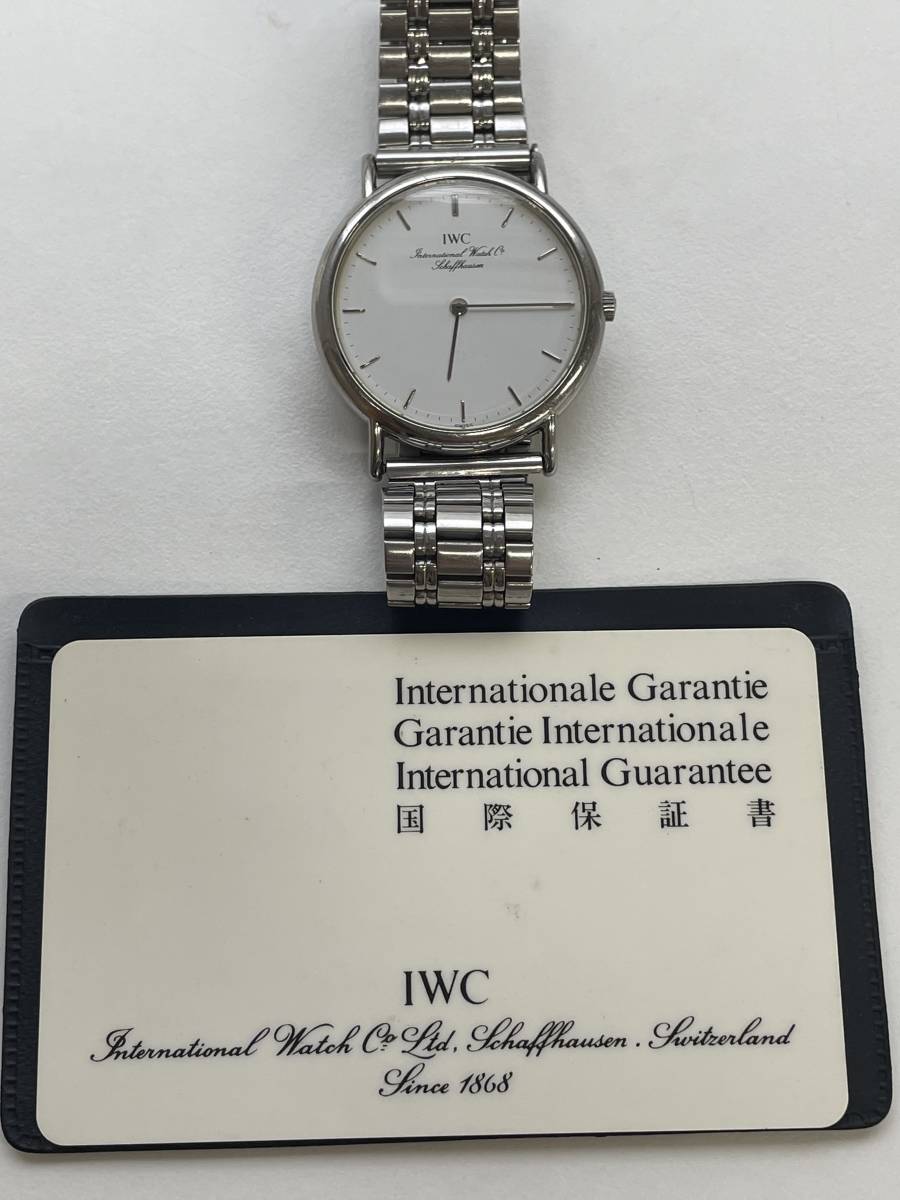 IWC
International Watch Co
Schaffhausen
Internationale Garantie
Garantie Internationale
International Guarantee
国際保証書
IWC
International Watch Co Ltd. Schaffhausen . Switzerland
Since 1868